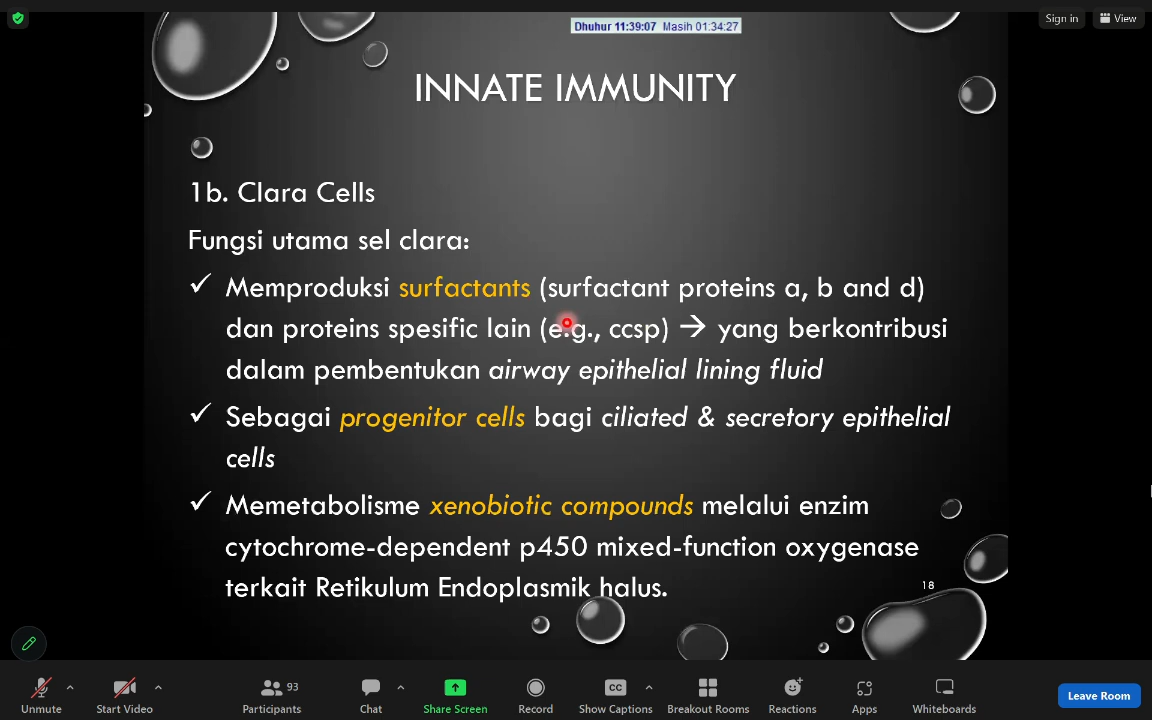 Dhuhur 11:39:07 Masih 01:34:27
Sign in
View
INNATE IMMUNITY
1b. Clara Cells
Fungsi utama sel clara:
✓ Memproduksi surfactants (surfactant proteins a, b and d)
dan proteins spesific lain (e.g., ccsp) → yang berkontribusi
dalam pembentukan airway epithelial lining fluid
✓ Sebagai progenitor cells bagi ciliated & secretory epithelial
cells
✓ Memetabolisme xenobiotic compounds melalui enzim
cytochrome-dependent p450 mixed-function oxygenase
terkait Retikulum Endoplasmik halus.
18
Unmute
Start Video
93
Participants
Chat
Share Screen
Record
CC
Show Captions
Breakout Rooms
Reactions
Apps
Whiteboards
Leave Room